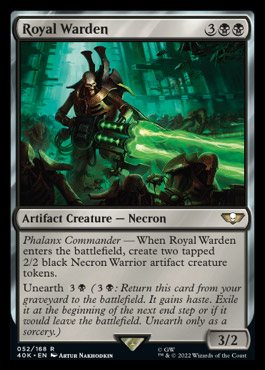 Royal Warden 3
Artifact Creature — Necron
Phalanx Commander — When Royal Warden
enters the battlefield, create two tapped
2/2 black Necron Warrior artifact creature
tokens.
Unearth 3 (3: Return this card from
your graveyard to the battlefield. It gains haste. Exile
it at the beginning of the next end step or if it
would leave the battlefield. Unearth only as a
sorcery.)
3/2
052/168 R
40K • EN Artur Nakhodkin
© GW
™ & © 2022 Wizards of the Coast